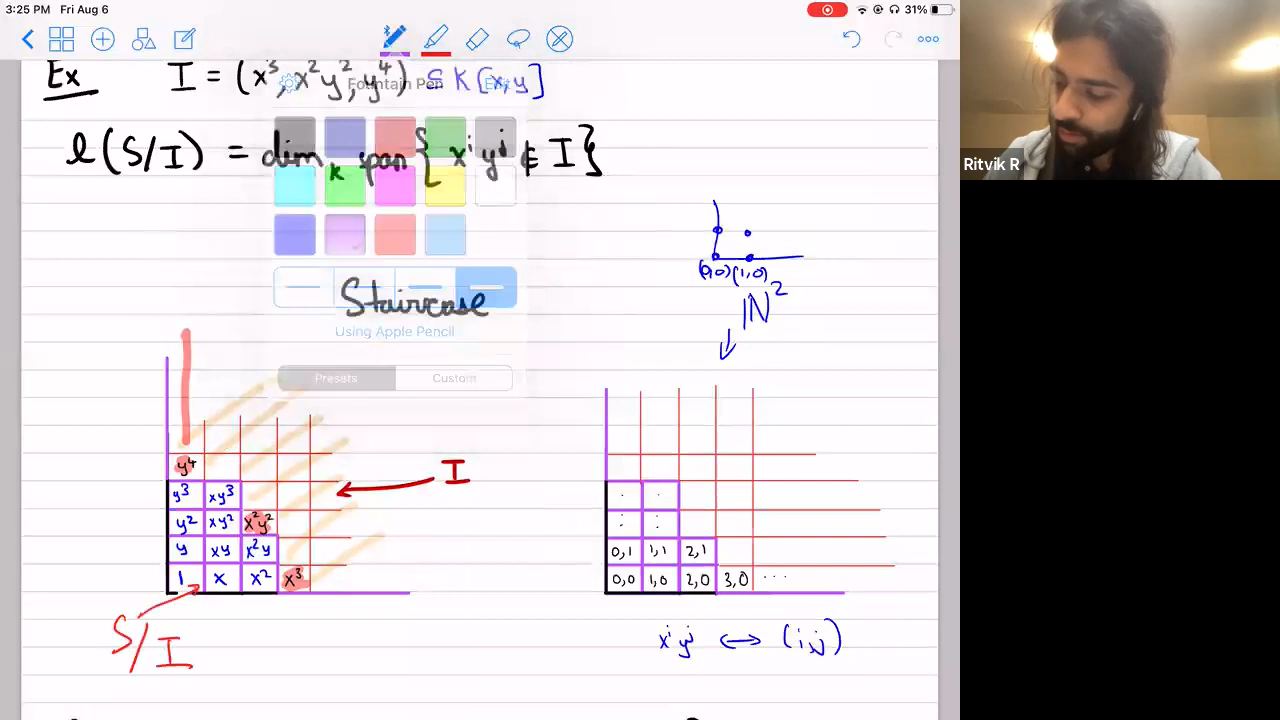 3:25 PM Fri Aug 6
31%
Ex I = (x³, x²y², y⁴) ⊆ K[x,y]
Fountain Pen
Edit
l(S/I) = dim_K span{x^i y^j ∉ I}
Ritvik R
(0,0) (1,0)
ℕ²
Staircase
Using Apple Pencil
Presets Custom
y⁴
y³ xy³
y² xy² x²y²
y xy x²y
1 x x² x³
I
S/I
0,1 1,1 2,1
0,0 1,0 2,0 3,0 ...
x^i y^j ↔ (i,j)